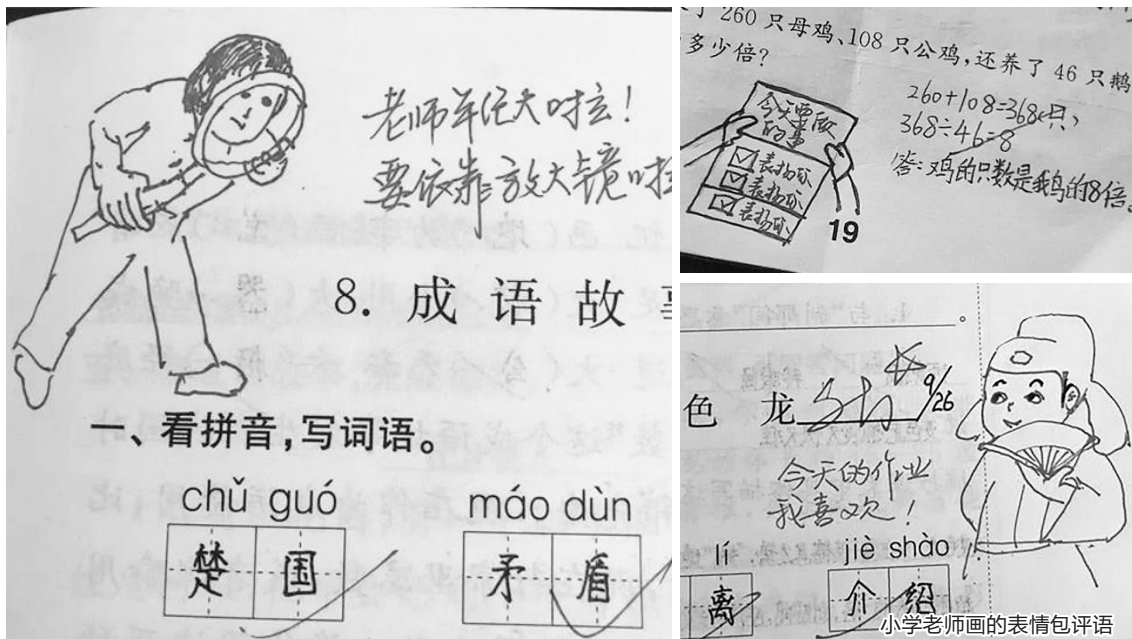 老师年纪大啦！
要依靠放大镜啦
8. 成语故事
一、看拼音，写词语。
chǔ guó
máo dùn
楚国
矛盾
260 只母鸡、108 只公鸡，还养了 46 只鹅
多少倍？
260+108=368(只)
368÷46=8
答：鸡的只数是鹅的8倍。
今天要做
的事
表扬你
表扬你
表扬你
19
色 龙
9/26
今天的作业
我喜欢！
lí
jiè shào
离
介绍
小学老师画的表情包评语